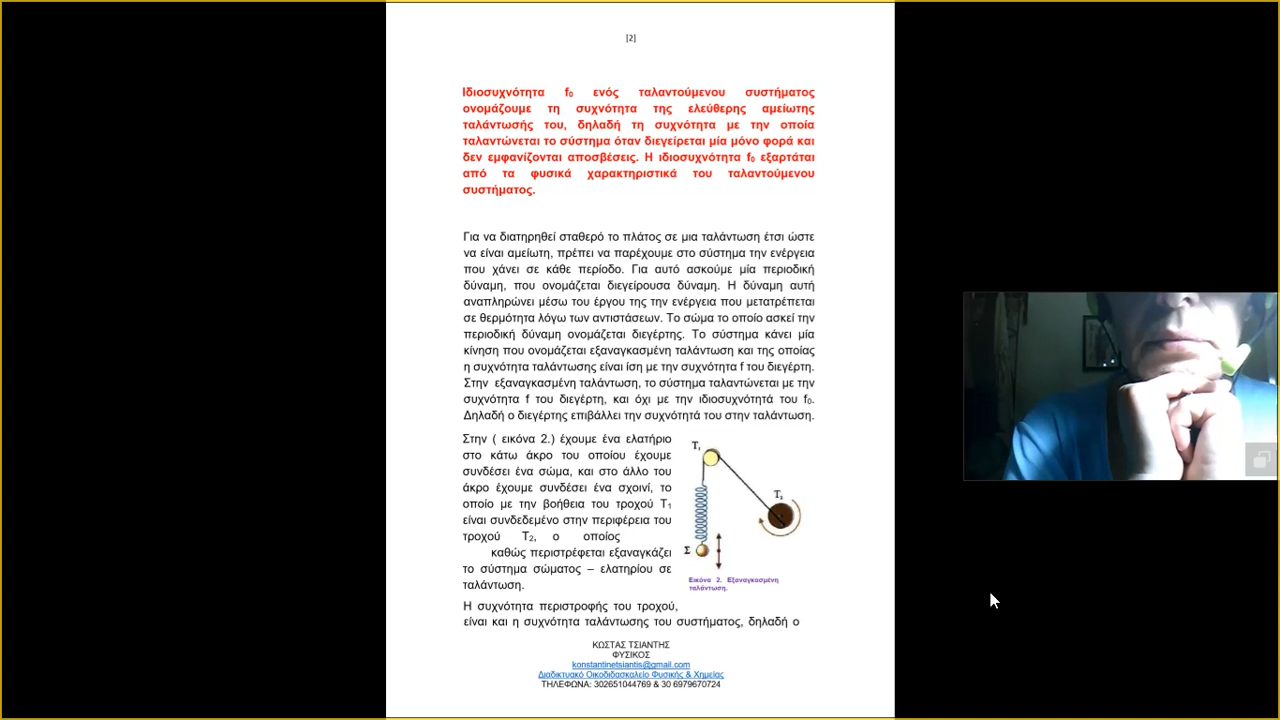 [2]
Ιδιοσυχνότητα f₀ ενός ταλαντούμενου συστήματος
ονομάζουμε τη συχνότητα της ελεύθερης αμείωτης
ταλάντωσής του, δηλαδή τη συχνότητα με την οποία
ταλαντώνεται το σύστημα όταν διεγείρεται μία μόνο φορά και
δεν εμφανίζονται αποσβέσεις. Η ιδιοσυχνότητα f₀ εξαρτάται
από τα φυσικά χαρακτηριστικά του ταλαντούμενου
συστήματος.
Για να διατηρηθεί σταθερό το πλάτος σε μια ταλάντωση έτσι ώστε
να είναι αμείωτη, πρέπει να παρέχουμε στο σύστημα την ενέργεια
που χάνει σε κάθε περίοδο. Για αυτό ασκούμε μία περιοδική
δύναμη, που ονομάζεται διεγείρουσα δύναμη. Η δύναμη αυτή
αναπληρώνει μέσω του έργου της την ενέργεια που μετατρέπεται
σε θερμότητα λόγω των αντιστάσεων. Το σώμα το οποίο ασκεί την
περιοδική δύναμη ονομάζεται διεγέρτης. Το σύστημα κάνει μία
κίνηση που ονομάζεται εξαναγκασμένη ταλάντωση και της οποίας
η συχνότητα ταλάντωσης είναι ίση με την συχνότητα f του διεγέρτη.
Στην εξαναγκασμένη ταλάντωση, το σύστημα ταλαντώνεται με την
συχνότητα f του διεγέρτη, και όχι με την ιδιοσυχνότητά του f₀.
Δηλαδή ο διεγέρτης επιβάλλει την συχνότητά του στην ταλάντωση.
Στην ( εικόνα 2.) έχουμε ένα ελατήριο
στο κάτω άκρο του οποίου έχουμε
συνδέσει ένα σώμα, και στο άλλο του
άκρο έχουμε συνδέσει ένα σχοινί, το
οποίο με την βοήθεια του τροχού Τ₁
είναι συνδεδεμένο στην περιφέρεια του
τροχού Τ₂, ο οποίος
καθώς περιστρέφεται εξαναγκάζει
το σύστημα σώματος – ελατηρίου σε
ταλάντωση.
Τ₁
Τ₂
Σ
Εικόνα 2. Εξαναγκασμένη
ταλάντωση.
Η συχνότητα περιστροφής του τροχού,
είναι και η συχνότητα ταλάντωσης του συστήματος, δηλαδή ο
ΚΩΣΤΑΣ ΤΣΙΑΝΤΗΣ
ΦΥΣΙΚΟΣ
konstantinetsiantis@gmail.com
Διαδικτυακό Οικοδιδασκαλείο Φυσικής & Χημείας
ΤΗΛΕΦΩΝΑ: 302651044769 & 30 6979670724